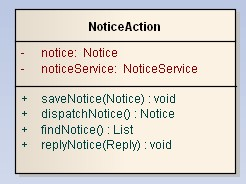 NoticeAction
- notice: Notice
- noticeService: NoticeService
+ saveNotice(Notice) : void
+ dispatchNotice() : Notice
+ findNotice() : List
+ replyNotice(Reply) : void